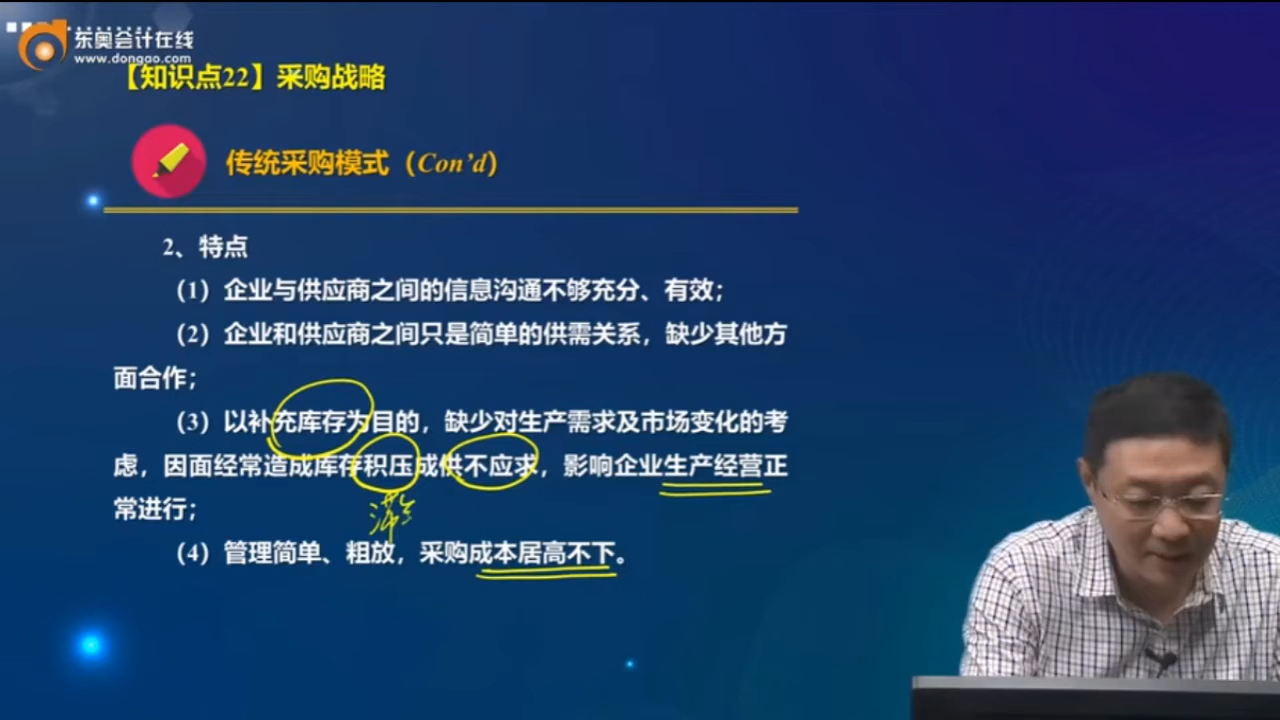 东奥会计在线
www.dongao.com
【知识点22】采购战略
传统采购模式（Con’d）
2、特点
（1）企业与供应商之间的信息沟通不够充分、有效；
（2）企业和供应商之间只是简单的供需关系，缺少其他方
面合作；
（3）以补充库存为目的，缺少对生产需求及市场变化的考
虑，因面经常造成库存积压成供不应求，影响企业生产经营正
常进行；
滞
（4）管理简单、粗放，采购成本居高不下。